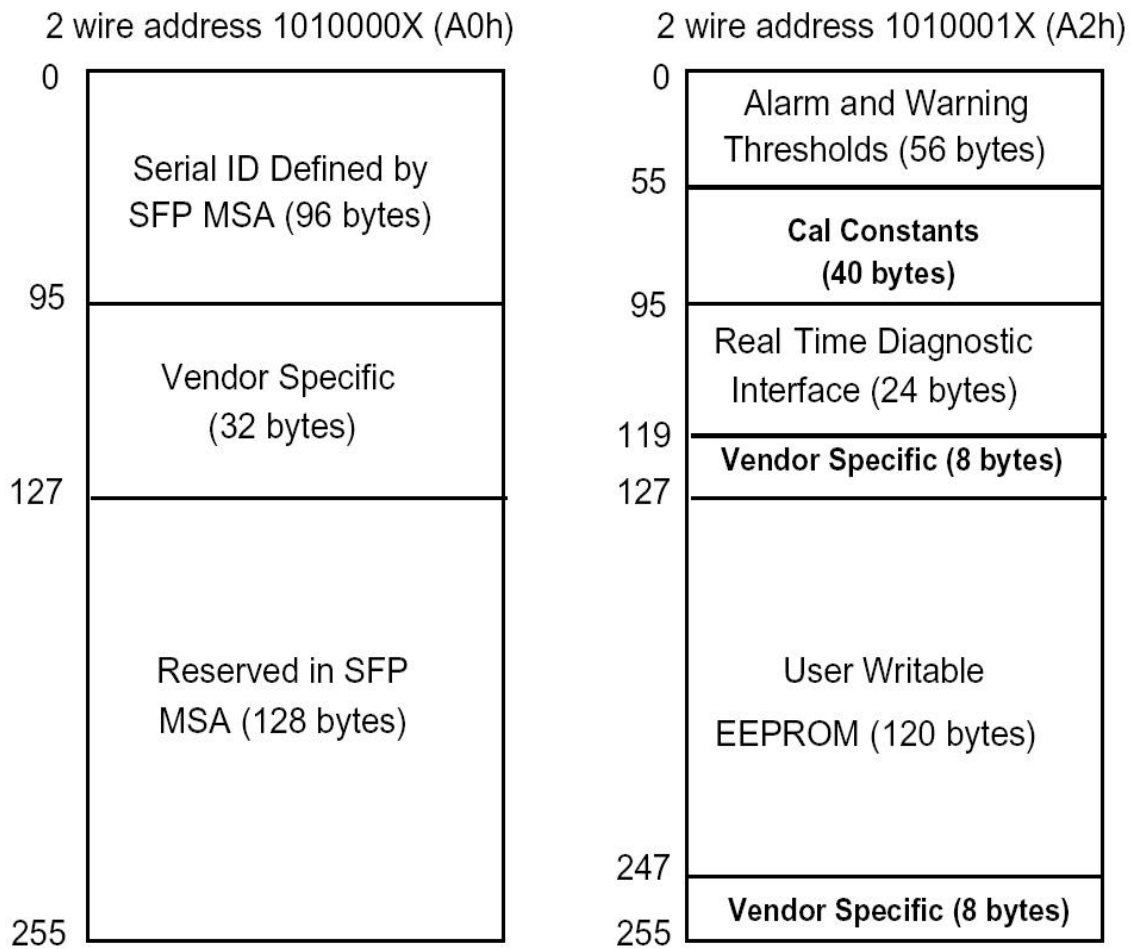 2 wire address 1010000X (A0h)
0
Serial ID Defined by
SFP MSA (96 bytes)
95
Vendor Specific
(32 bytes)
127
Reserved in SFP
MSA (128 bytes)
255
2 wire address 1010001X (A2h)
0
Alarm and Warning
Thresholds (56 bytes)
55
Cal Constants
(40 bytes)
95
Real Time Diagnostic
Interface (24 bytes)
119
Vendor Specific (8 bytes)
127
User Writable
EEPROM (120 bytes)
247
Vendor Specific (8 bytes)
255